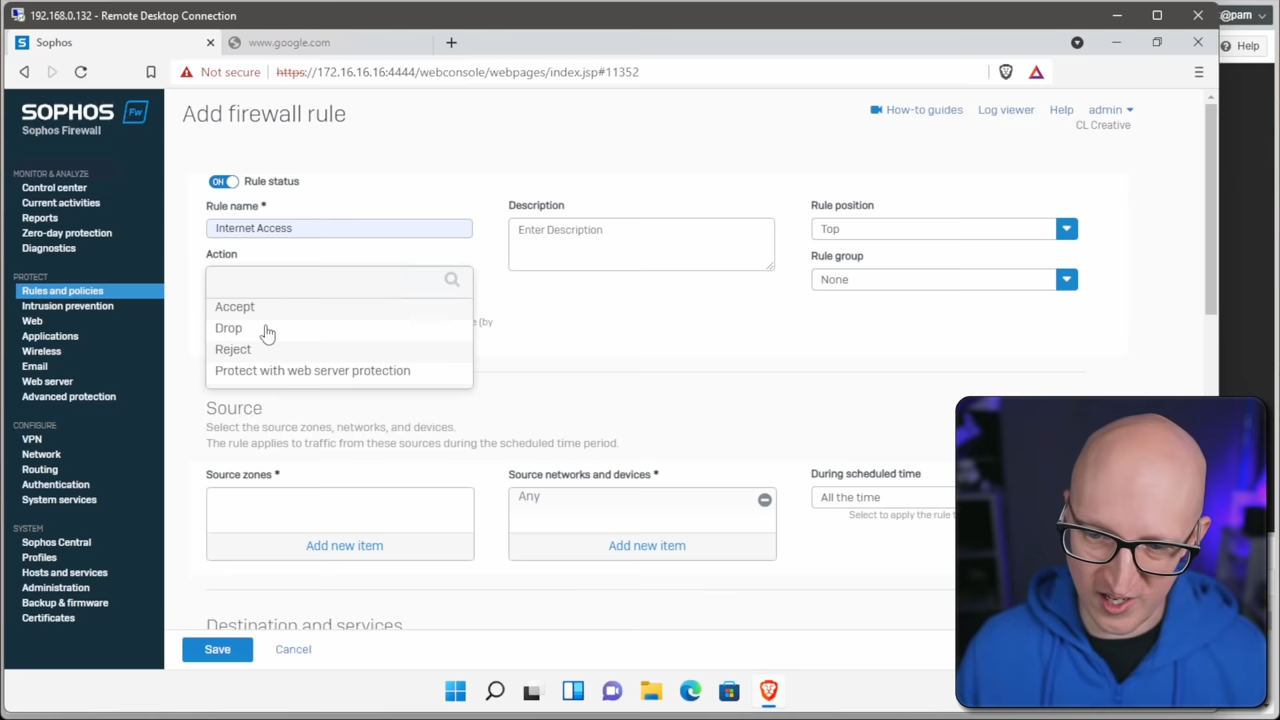 192.168.0.132 - Remote Desktop Connection
@pam
Sophos
www.google.com
Help
Not secure
https://172.16.16.16:4444/webconsole/webpages/index.jsp#11352
SOPHOS
Fw
Sophos Firewall
Add firewall rule
How-to guides
Log viewer
Help
admin
CL Creative
MONITOR & ANALYZE
Control center
Current activities
Reports
Zero-day protection
Diagnostics
PROTECT
Rules and policies
Intrusion prevention
Web
Applications
Wireless
Email
Web server
Advanced protection
CONFIGURE
VPN
Network
Routing
Authentication
System services
SYSTEM
Sophos Central
Profiles
Hosts and services
Administration
Backup & firmware
Certificates
ON
Rule status
Rule name *
Internet Access
Description
Enter Description
Rule position
Top
Action
Rule group
None
Accept
Drop
Reject
Protect with web server protection
e (by
Source
Select the source zones, networks, and devices.
The rule applies to traffic from these sources during the scheduled time period.
Source zones *
Add new item
Source networks and devices *
Any
Add new item
During scheduled time
All the time
Select to apply the rule
Destination and services
Save
Cancel